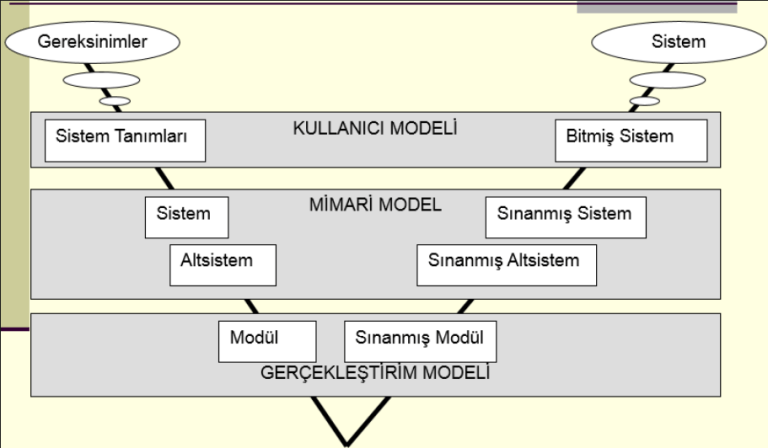 Gereksinimler
Sistem
KULLANICI MODELİ
Sistem Tanımları
Bitmiş Sistem
MİMARİ MODEL
Sistem
Sınanmış Sistem
Altsistem
Sınanmış Altsistem
Modül
Sınanmış Modül
GERÇEKLEŞTİRİM MODELİ